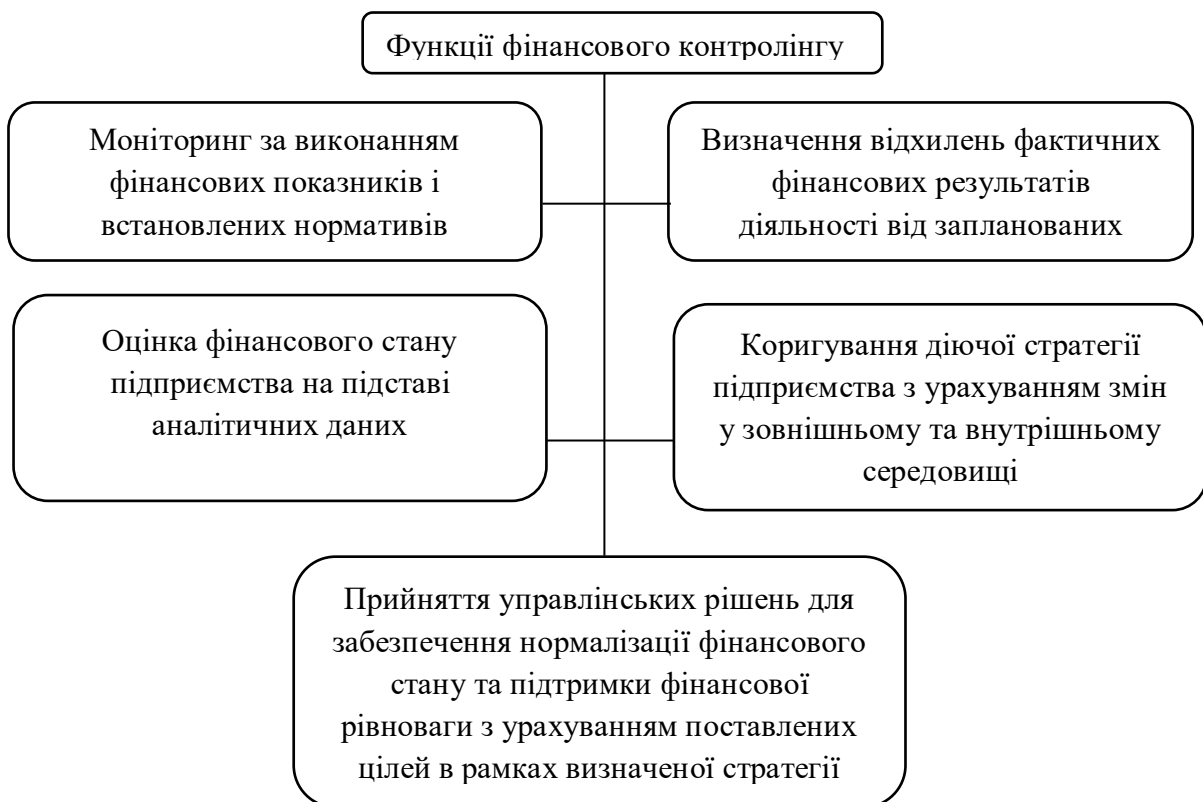 Функції фінансового контролінгу
Моніторинг за виконанням
фінансових показників і
встановлених нормативів
Визначення відхилень фактичних
фінансових результатів
діяльності від запланованих
Оцінка фінансового стану
підприємства на підставі
аналітичних даних
Коригування діючої стратегії
підприємства з урахуванням змін
у зовнішньому та внутрішньому
середовищі
Прийняття управлінських рішень для
забезпечення нормалізації фінансового
стану та підтримки фінансової
рівноваги з урахуванням поставлених
цілей в рамках визначеної стратегії